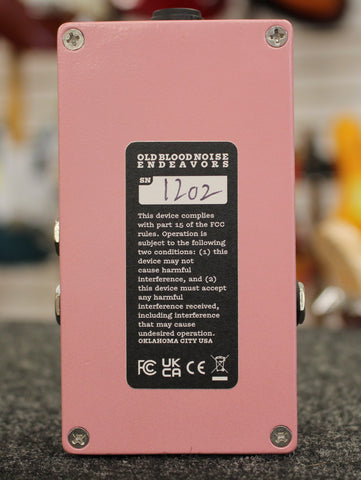 OLD BLOOD NOISE
ENDEAVORS
SN
1202
This device complies
with part 15 of the FCC
rules. Operation is
subject to the following
two conditions: (1) this
device may not
cause harmful
interference, and (2)
this device must accept
any harmful
interference received,
including interference
that may cause
undesired operation.
OKLAHOMA CITY USA
FC UK CA CE